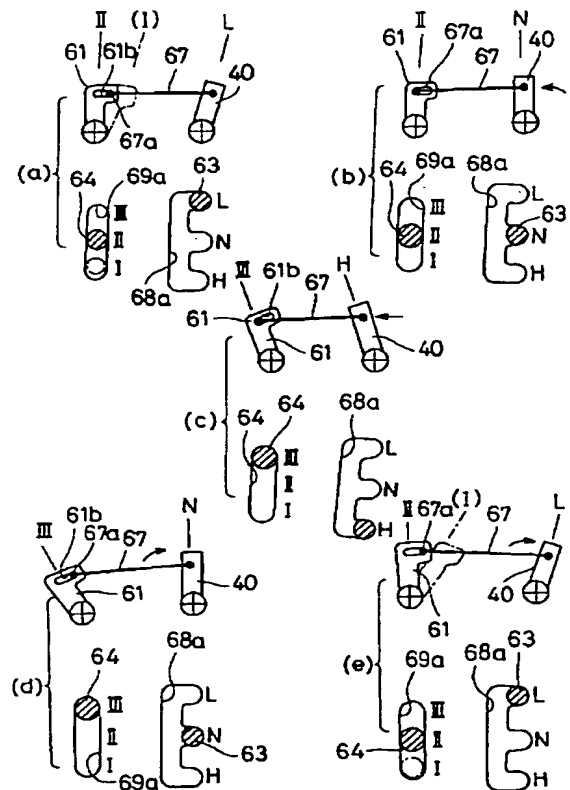 II (I) L
61 61b 67 40
67a
(a)
64 69a 63
III L
II N
I H
68a
II N
61 67a 67 40
(b)
64 69a 68a
III L
II 63
N
I H
III 61b 67 H
61 61 40
(c)
64 64 68a
III L
II N
I H
III 61b 67a 67 N
61 40
(d)
64 68a
III L
II N
I H
69a 63
II 67a (I) 67 L
61 40
(e)
69a 68a 63
III L
64 II N
I H